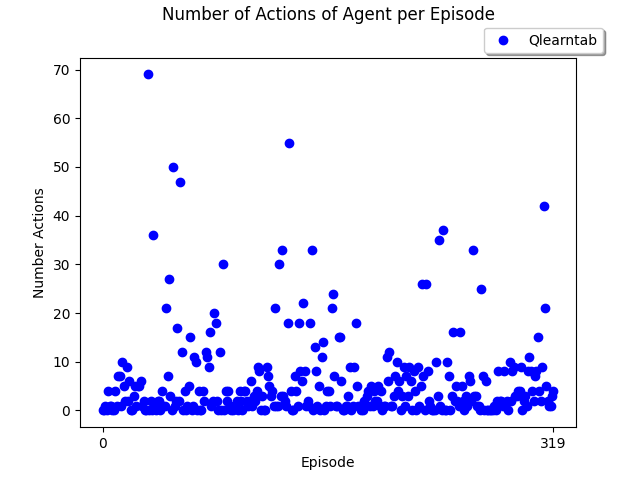 Number of Actions of Agent per Episode
Qlearntab
70
60
50
40
30
20
10
0
Number Actions
0 319
Episode